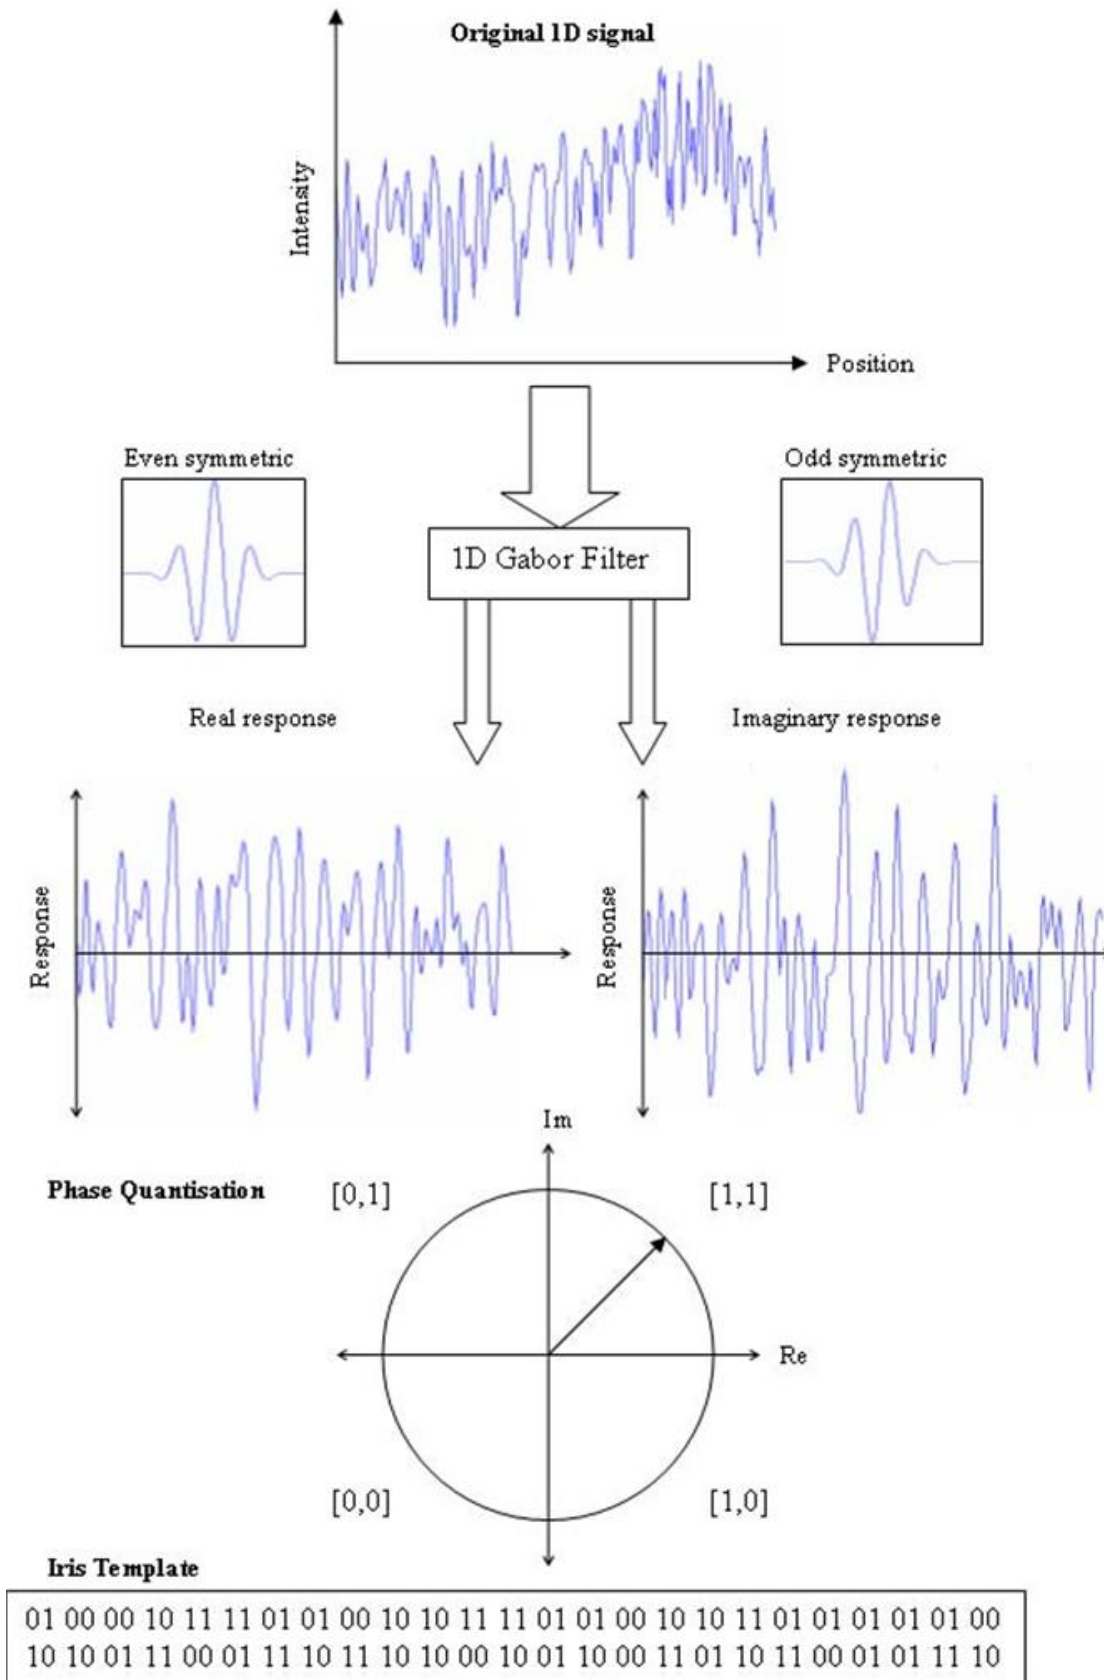 Original 1D signal
Intensity
Position
Even symmetric
Odd symmetric
1D Gabor Filter
Real response
Imaginary response
Response
Response
Im
Phase Quantisation
[0,1]
[1,1]
Re
[0,0]
[1,0]
Iris Template
01 00 00 10 11 11 01 01 00 10 10 11 11 01 01 00 10 10 11 01 01 01 01 01 00
10 10 01 11 00 01 11 10 11 10 10 00 10 01 10 00 11 01 10 11 00 01 01 11 10